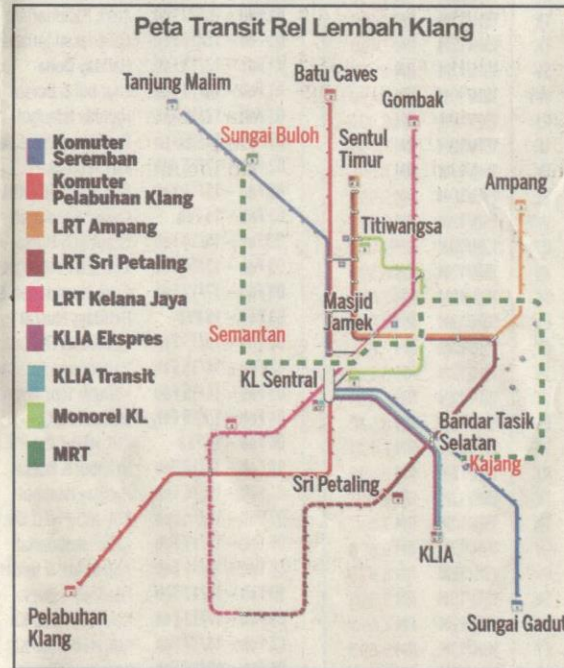 Peta Transit Rel Lembah Klang
Tanjung Malim
Batu Caves
Gombak
Sungai Buloh
Sentul
Timur
Ampang
Titiwangsa
Komuter
Seremban
Komuter
Pelabuhan Klang
LRT Ampang
LRT Sri Petaling
LRT Kelana Jaya
KLIA Ekspres
KLIA Transit
Monorel KL
MRT
Masjid
Jamek
Semantan
KL Sentral
Bandar Tasik
Selatan
Kajang
Sri Petaling
KLIA
Pelabuhan
Klang
Sungai Gadut